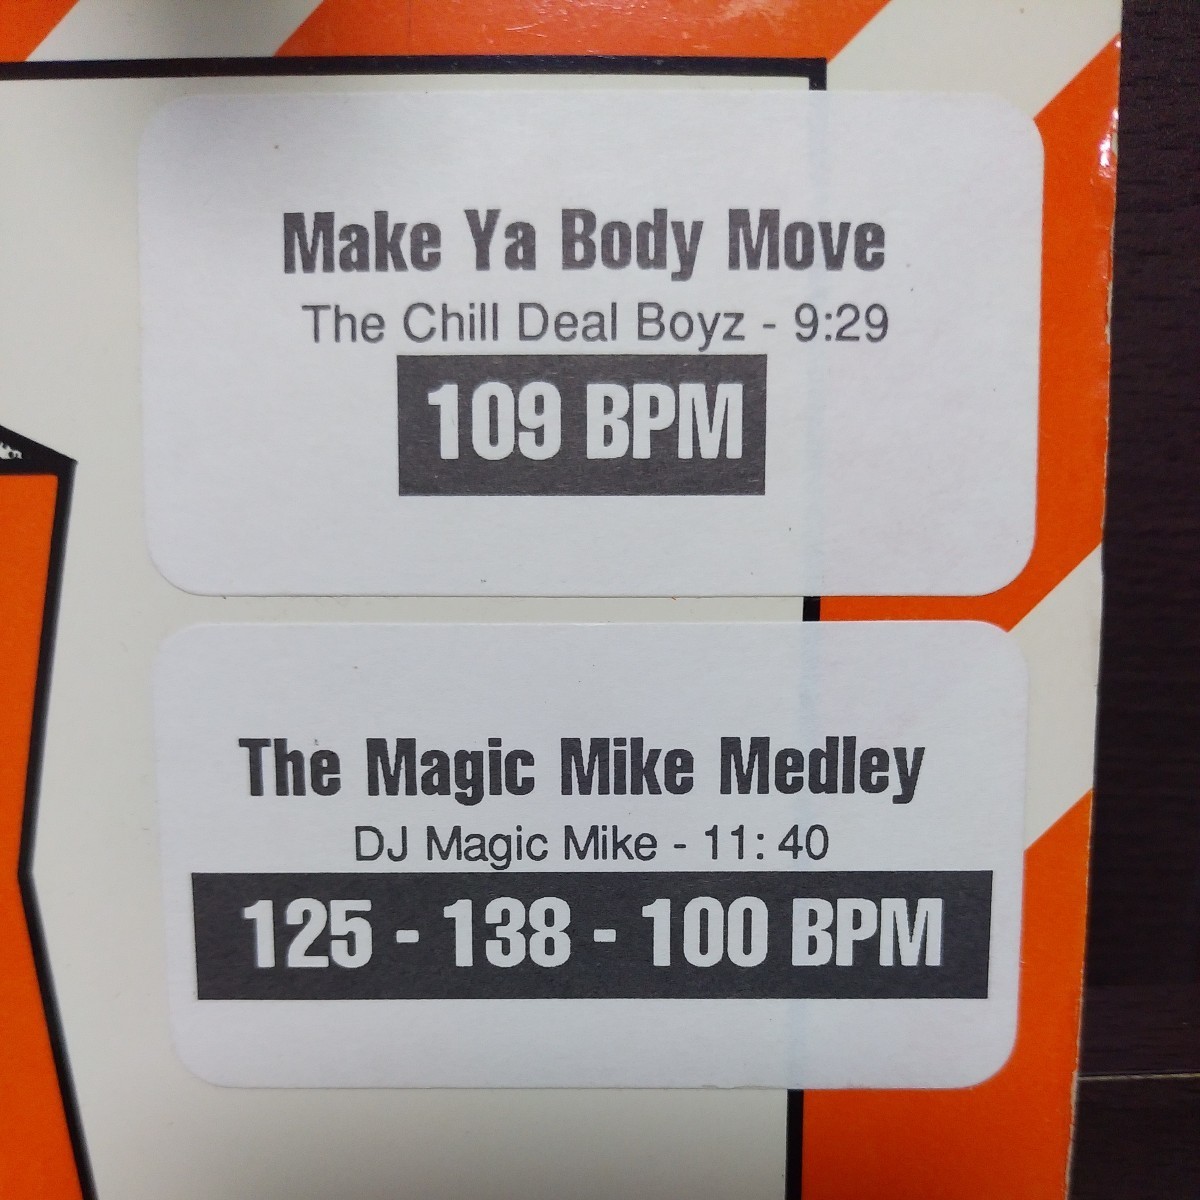 Make Ya Body Move
The Chill Deal Boyz - 9:29
109 BPM
The Magic Mike Medley
DJ Magic Mike - 11: 40
125 - 138 - 100 BPM